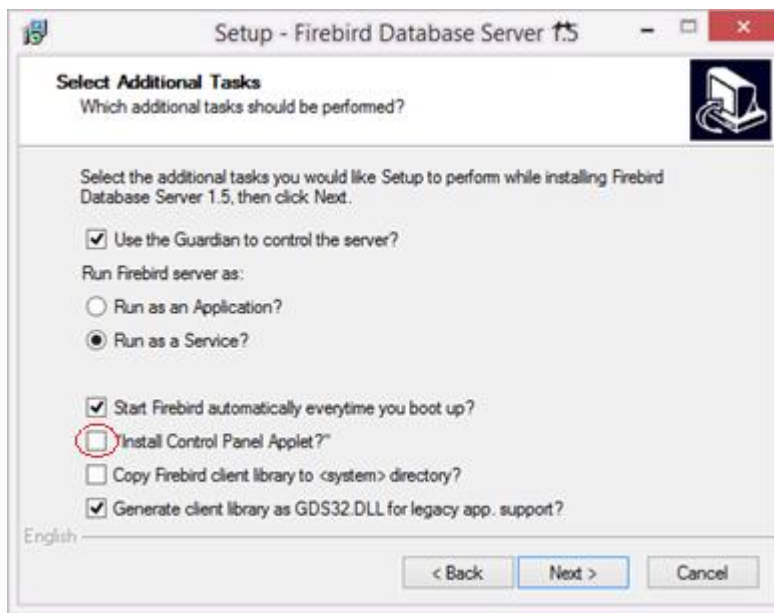 Setup - Firebird Database Server 1.5
Select Additional Tasks
Which additional tasks should be performed?
Select the additional tasks you would like Setup to perform while installing Firebird
Database Server 1.5, then click Next.
Use the Guardian to control the server?
Run Firebird server as:
Run as an Application?
Run as a Service?
Start Firebird automatically everytime you boot up?
"Install Control Panel Applet?"
Copy Firebird client library to <system> directory?
Generate client library as GDS32.DLL for legacy app. support?
English
< Back
Next >
Cancel